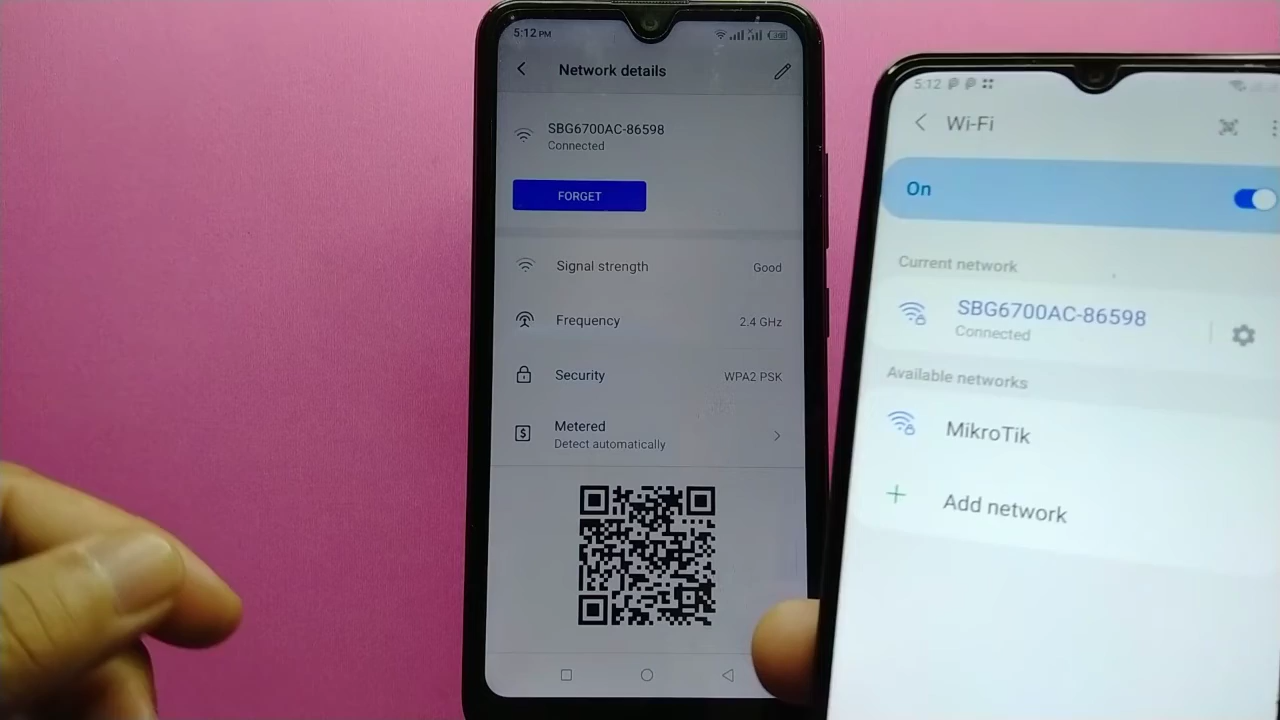 5:12 PM
Network details
SBG6700AC-86598
Connected
FORGET
Signal strength
Good
Frequency
2.4 GHz
Security
WPA2 PSK
Metered
Detect automatically
5:12
Wi-Fi
On
Current network
SBG6700AC-86598
Connected
Available networks
MikroTik
Add network